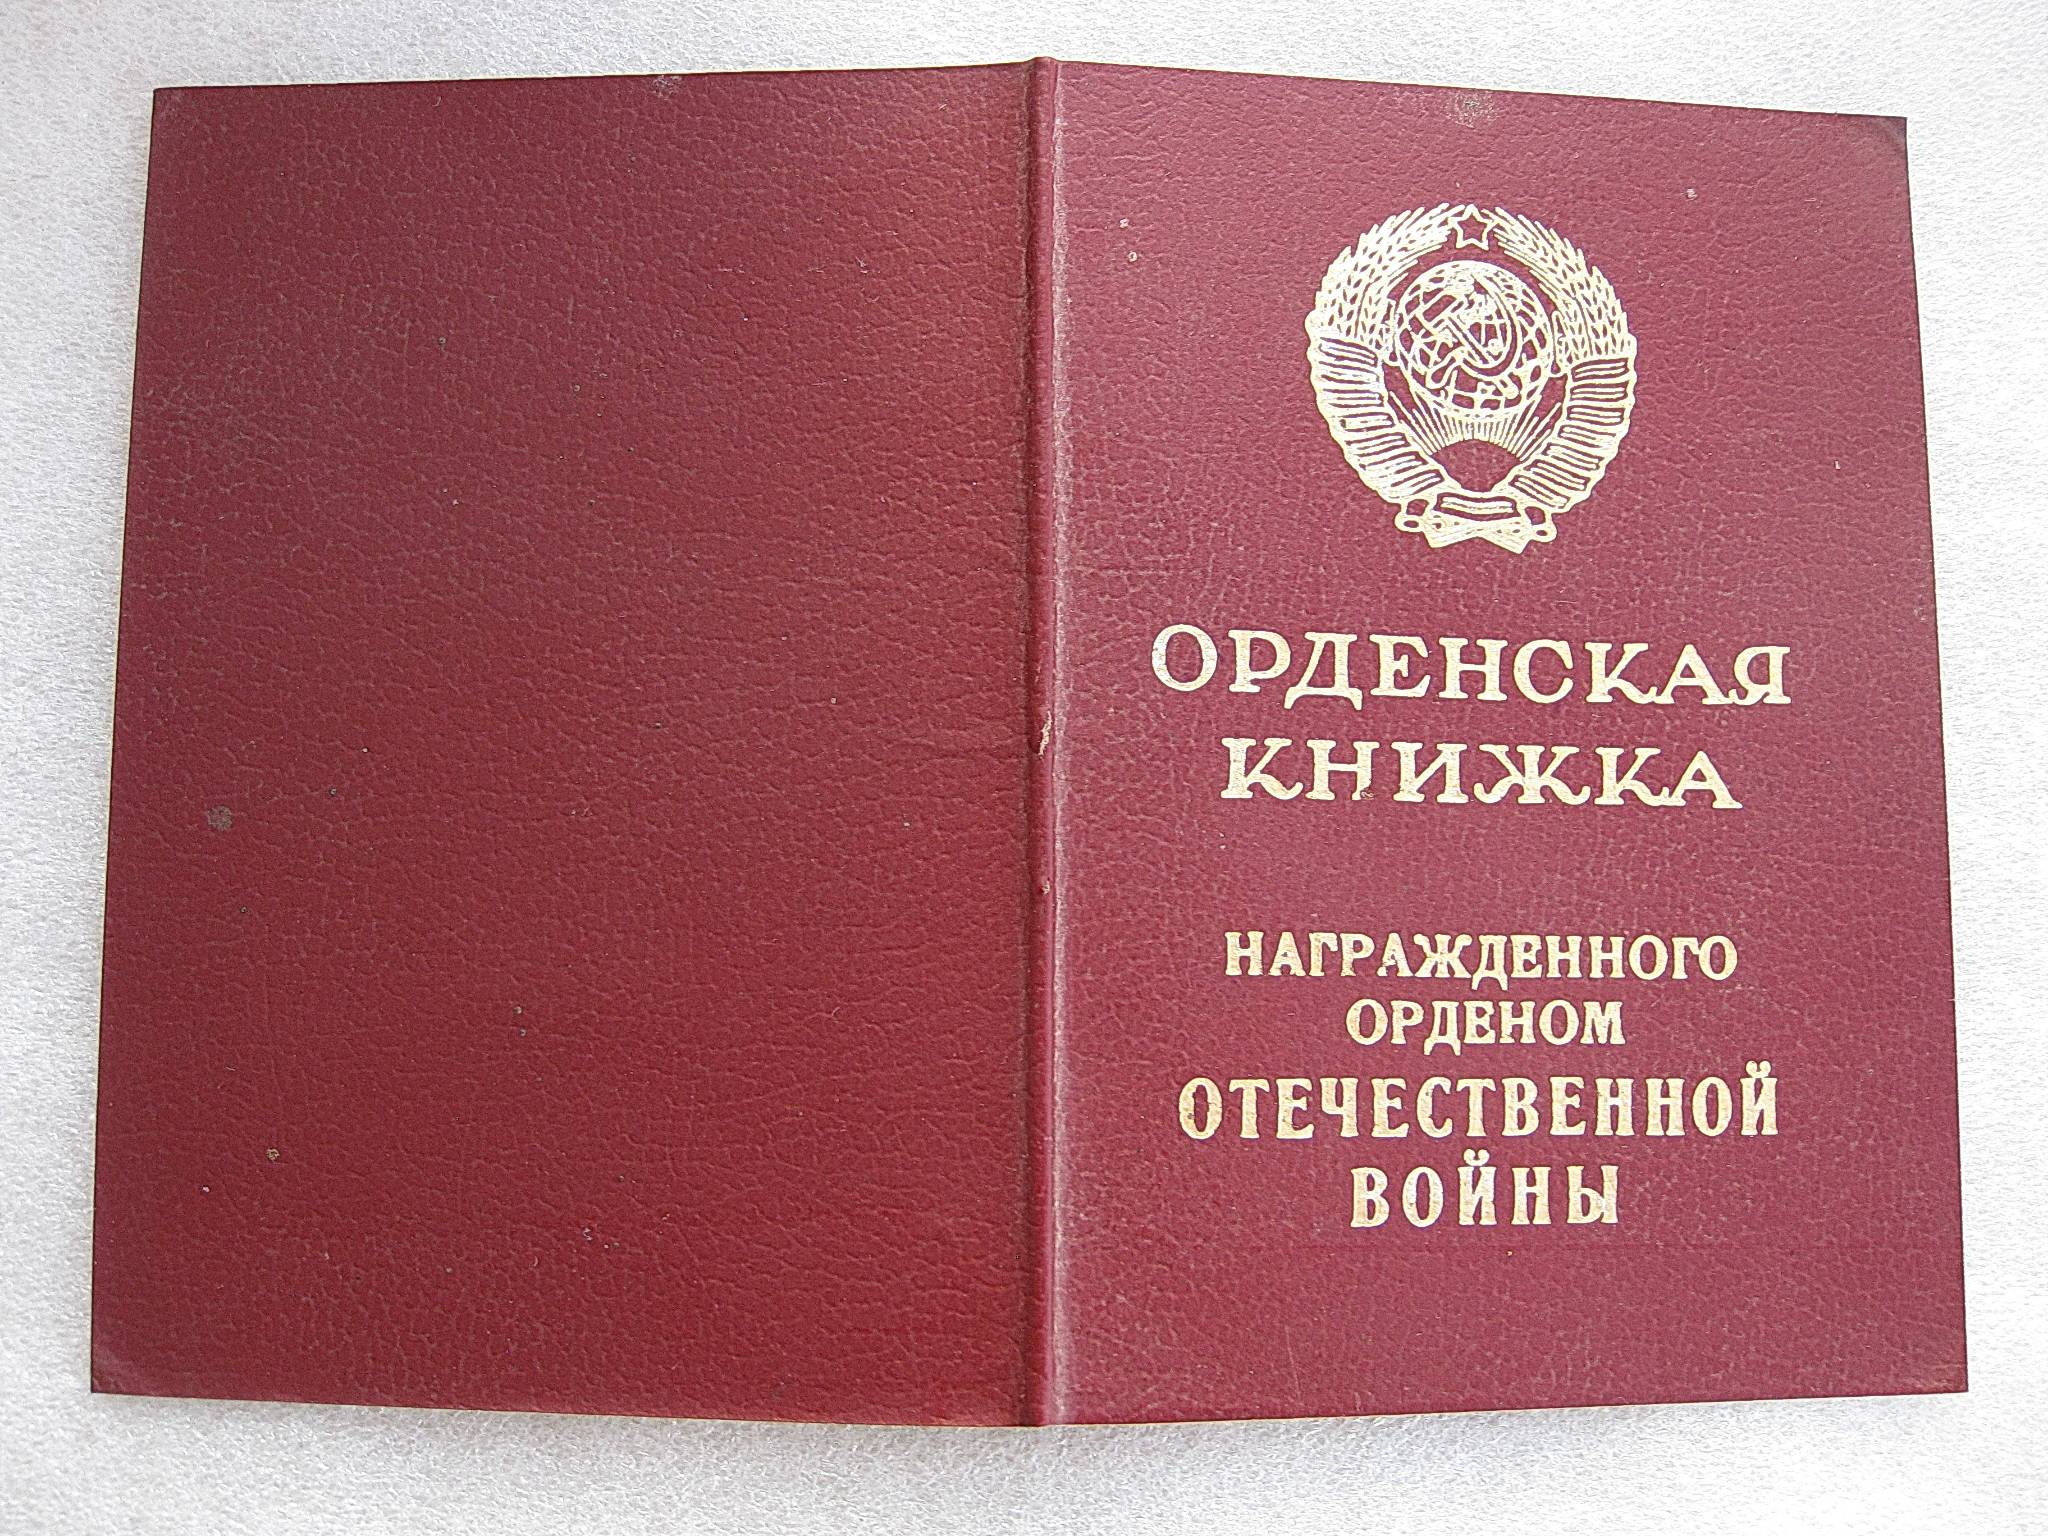 ОРДЕНСКАЯ
КНИЖКА
НАГРАЖДЕННОГО
ОРДЕНОМ
ОТЕЧЕСТВЕННОЙ
ВОЙНЫ